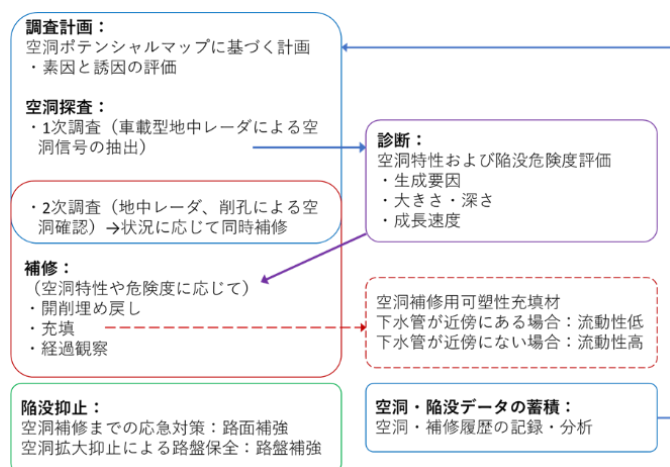 調査計画：
空洞ポテンシャルマップに基づく計画
・素因と誘因の評価
空洞探査：
・1次調査（車載型地中レーダによる空
洞信号の抽出）
・2次調査（地中レーダ、削孔による空
洞確認）→状況に応じて同時補修
補修：
（空洞特性や危険度に応じて）
・開削埋め戻し
・充填
・経過観察
診断：
空洞特性および陥没危険度評価
・生成要因
・大きさ・深さ
・成長速度
空洞補修用可塑性充填材
下水管が近傍にある場合：流動性低
下水管が近傍にない場合：流動性高
陥没抑止：
空洞補修までの応急対策：路面補強
空洞拡大抑止による路盤保全：路盤補強
空洞・陥没データの蓄積：
空洞・補修履歴の記録・分析